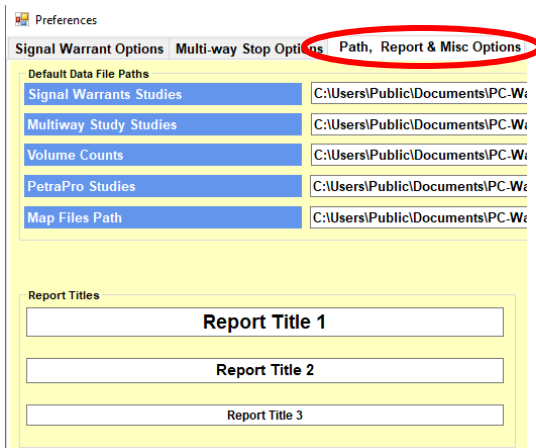 Preferences
Signal Warrant Options Multi-way Stop Options Path, Report & Misc Options
Default Data File Paths
Signal Warrants Studies C:\Users\Public\Documents\PC-Wa
Multiway Study Studies C:\Users\Public\Documents\PC-Wa
Volume Counts C:\Users\Public\Documents\PC-Wa
PetraPro Studies C:\Users\Public\Documents\PC-Wa
Map Files Path C:\Users\Public\Documents\PC-Wa
Report Titles
Report Title 1
Report Title 2
Report Title 3